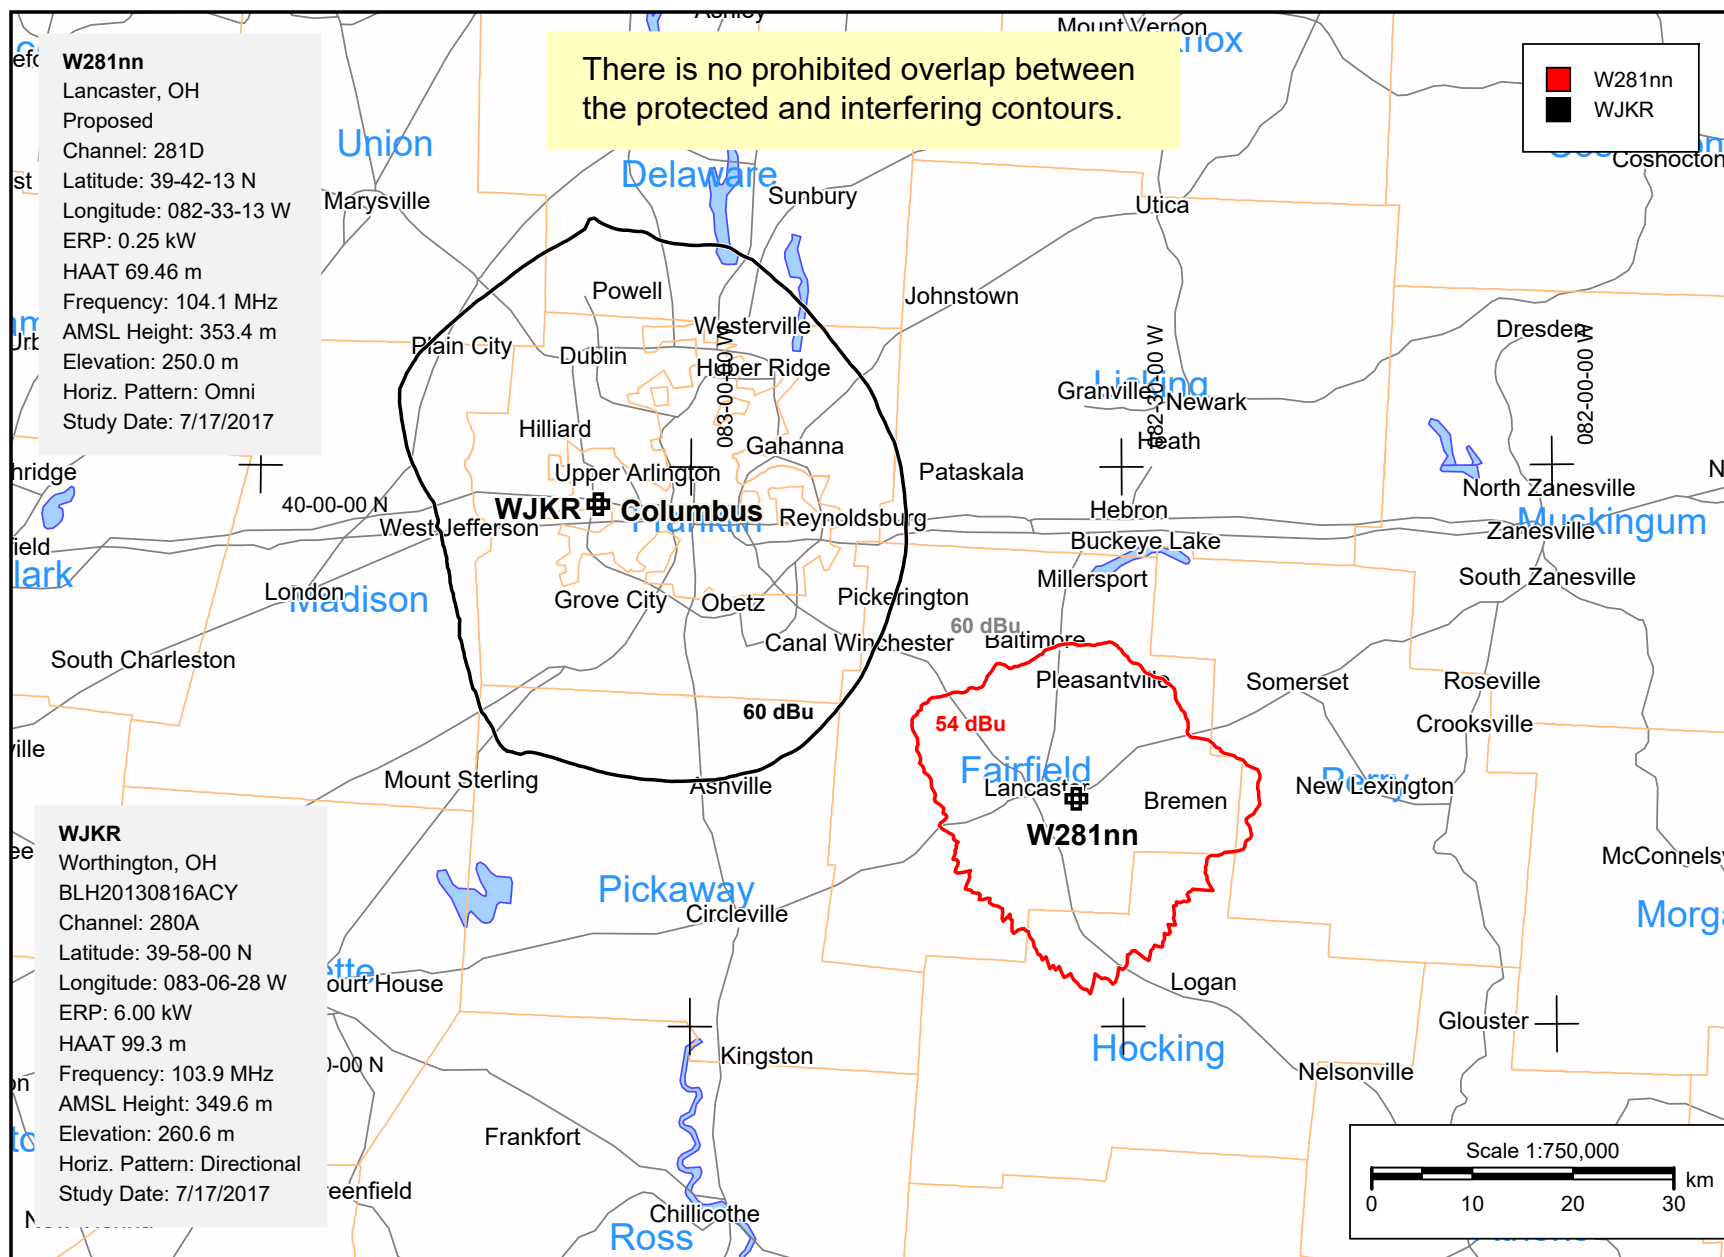 W281nn
Lancaster, OH
Proposed
Channel: 281D
Latitude: 39-42-13 N
Longitude: 082-33-13 W
ERP: 0.25 kW
HAAT 69.46 m
Frequency: 104.1 MHz
AMSL Height: 353.4 m
Elevation: 250.0 m
Horiz. Pattern: Omni
Study Date: 7/17/2017
There is no prohibited overlap between
the protected and interfering contours.
W281nn
WJKR
Ashley
Mount Vernon
Union
Delaware
Sunbury
Marysville
Utica
Coshocton
Powell
Johnstown
Westerville
Plain City
Dublin
Huber Ridge
083-00-00 W
Dresden
082-00-00 W
Licking
Granville
Newark
082-30-00 W
Heath
Hilliard
Gahanna
Upper Arlington
Pataskala
North Zanesville
40-00-00 N
WJKR
Columbus
Franklin
West Jefferson
Reynoldsburg
Hebron
Muskingum
Zanesville
Buckeye Lake
Millersport
South Zanesville
London
Madison
Grove City
Obetz
Pickerington
60 dBu
Baltimore
Canal Winchester
South Charleston
Pleasantville
Somerset
Roseville
60 dBu
54 dBu
Crooksville
Mount Sterling
Ashville
Fairfield
Lancaster
Bremen
Perry
New Lexington
W281nn
WJKR
Worthington, OH
BLH20130816ACY
Channel: 280A
Latitude: 39-58-00 N
Longitude: 083-06-28 W
ERP: 6.00 kW
HAAT 99.3 m
Frequency: 103.9 MHz
AMSL Height: 349.6 m
Elevation: 260.6 m
Horiz. Pattern: Directional
Study Date: 7/17/2017
Pickaway
Circleville
ourt House
Logan
Glouster
Hocking
Kingston
Nelsonville
Frankfort
Chillicothe
Ross
Scale 1:750,000
0 10 20 30 km